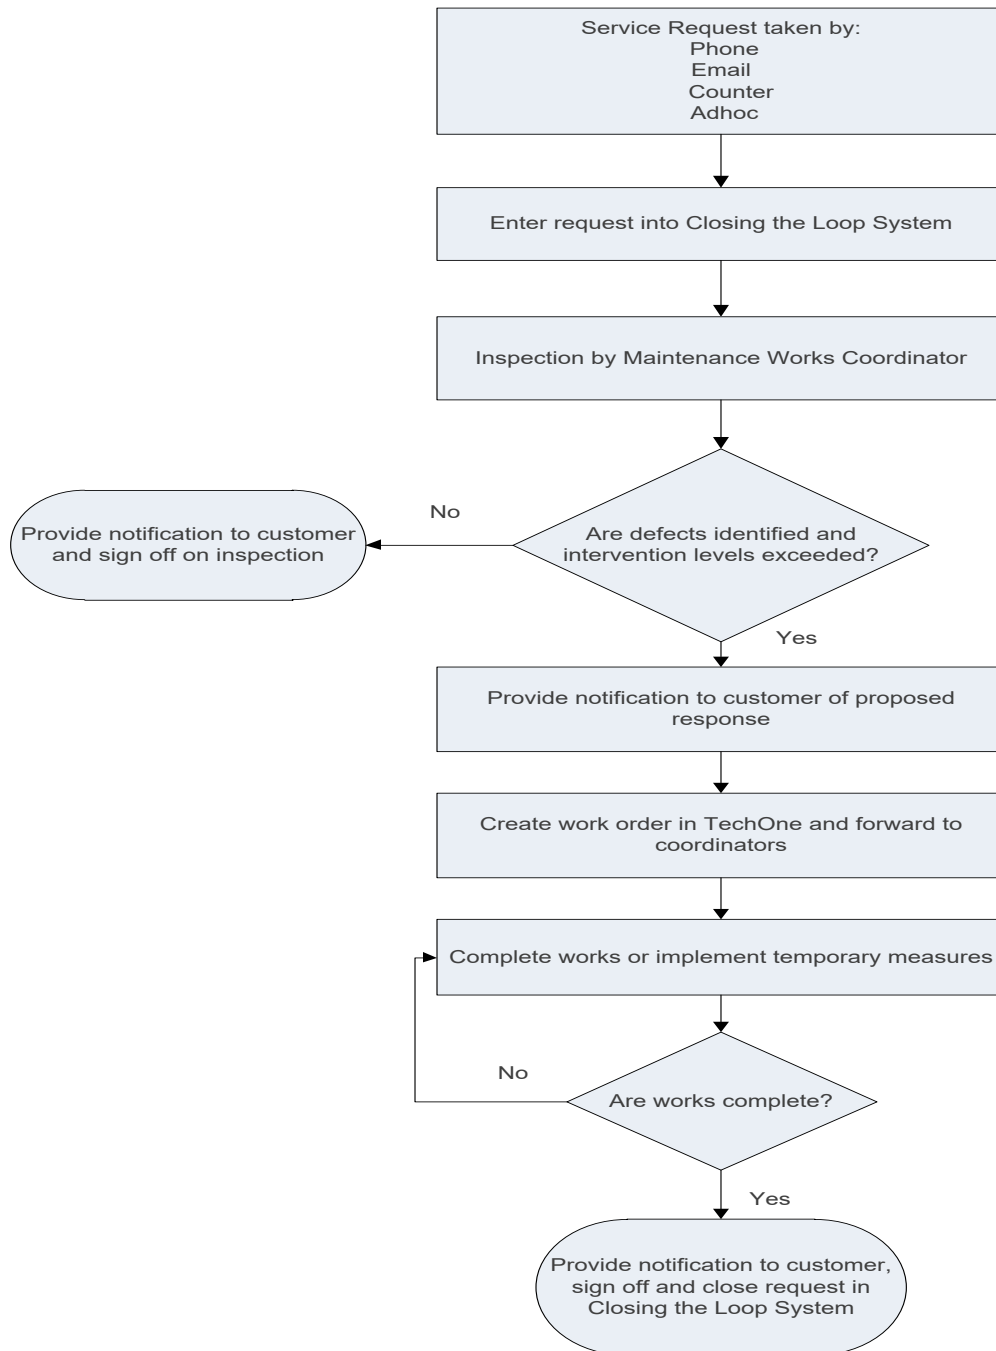 Service Request taken by:
Phone
Email
Counter
Adhoc
Enter request into Closing the Loop System
Inspection by Maintenance Works Coordinator
Are defects identified and
intervention levels exceeded?
No
Provide notification to customer
and sign off on inspection
Yes
Provide notification to customer of proposed
response
Create work order in TechOne and forward to
coordinators
Complete works or implement temporary measures
Are works complete?
No
Yes
Provide notification to customer,
sign off and close request in
Closing the Loop System